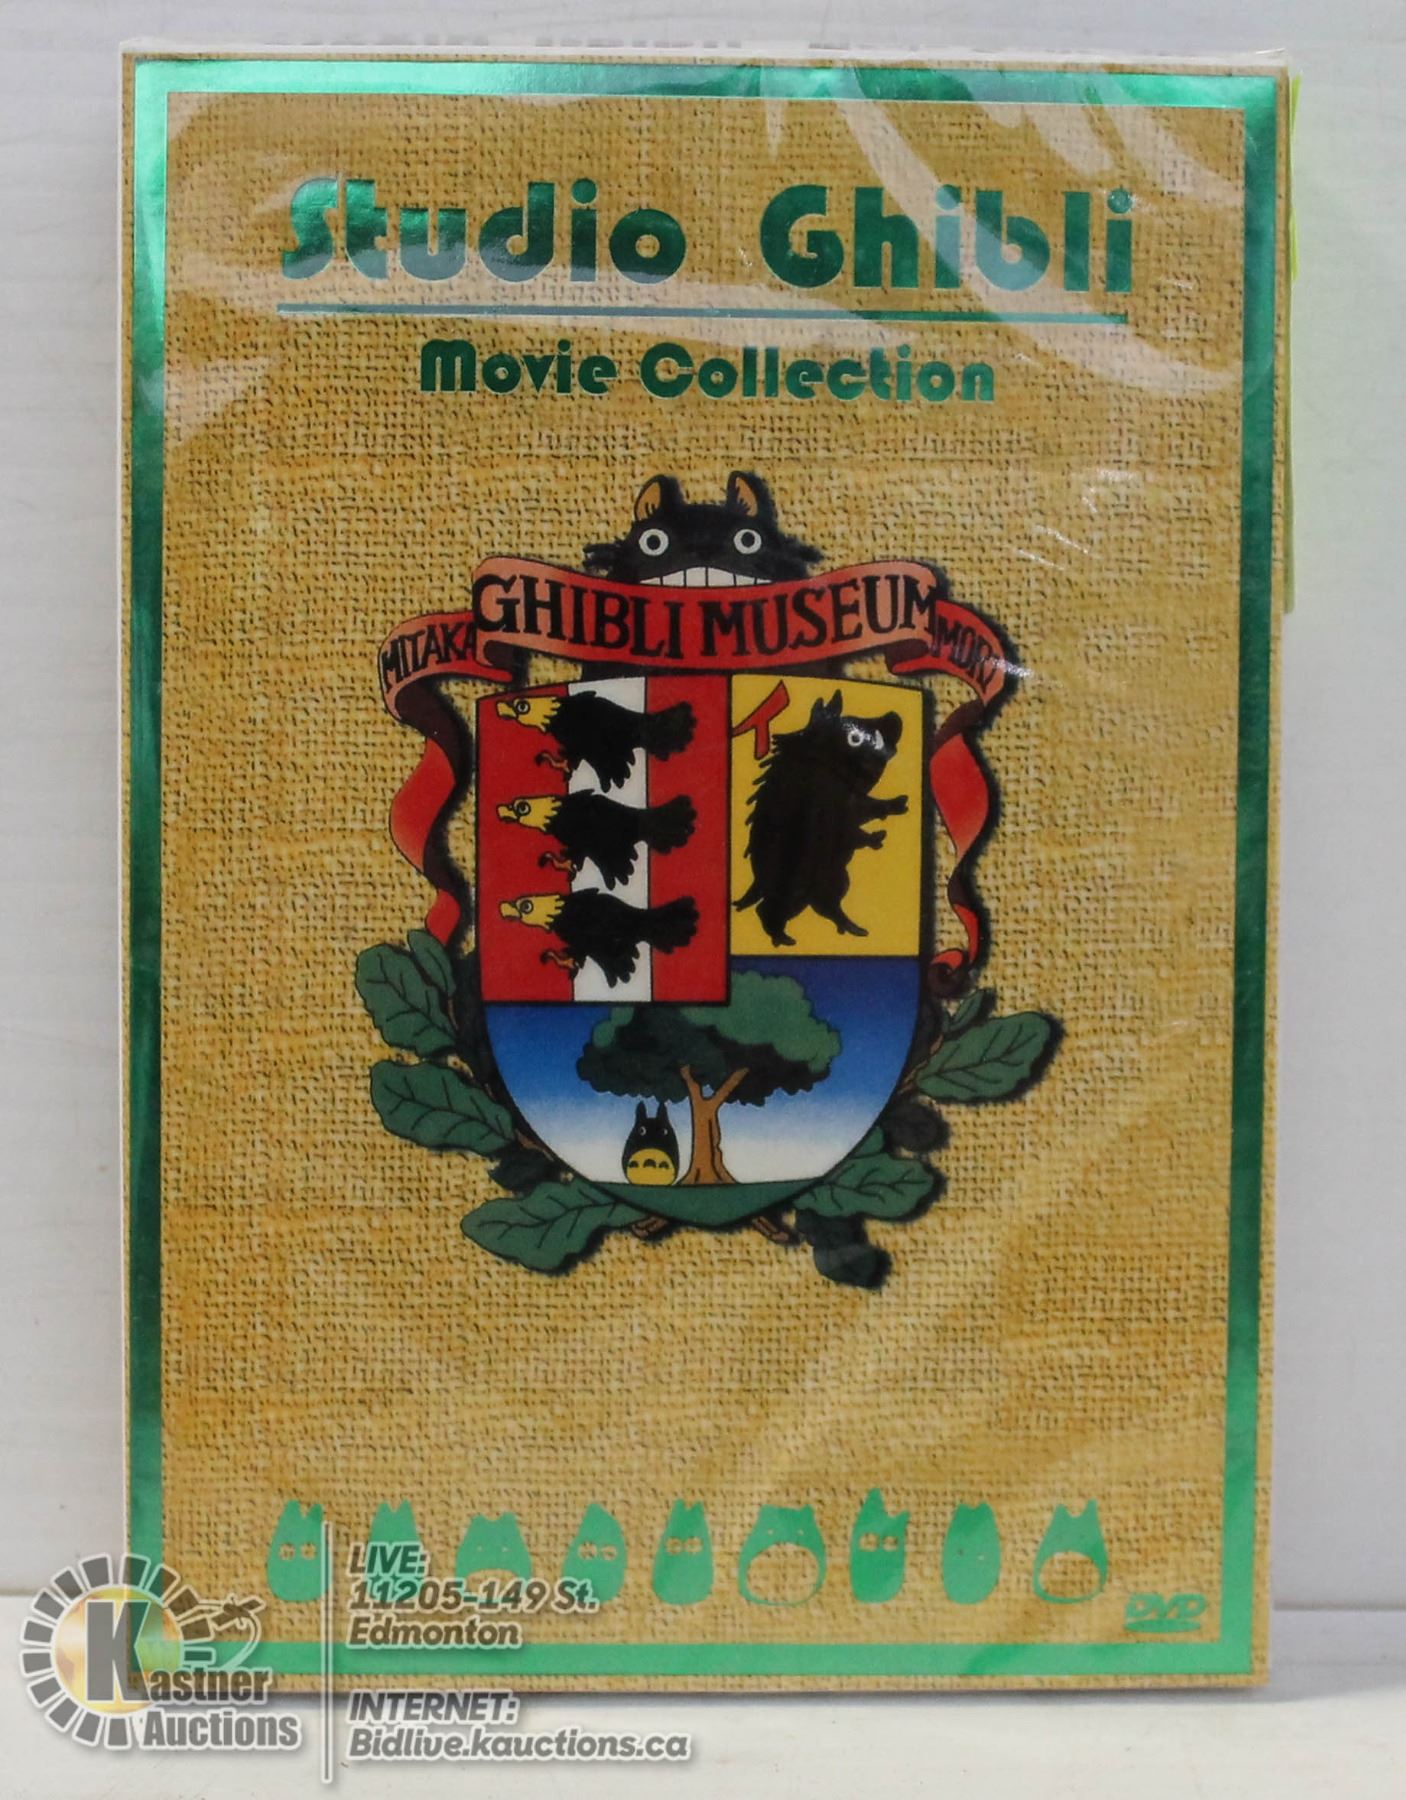 Studio Ghibli
Movie Collection
GHIBLI MUSEUM
MITAKA
MORI
イ
DVD
Kastner
Auctions
LIVE:
11205-149 St.
Edmonton
INTERNET:
Bidlive.kauctions.ca